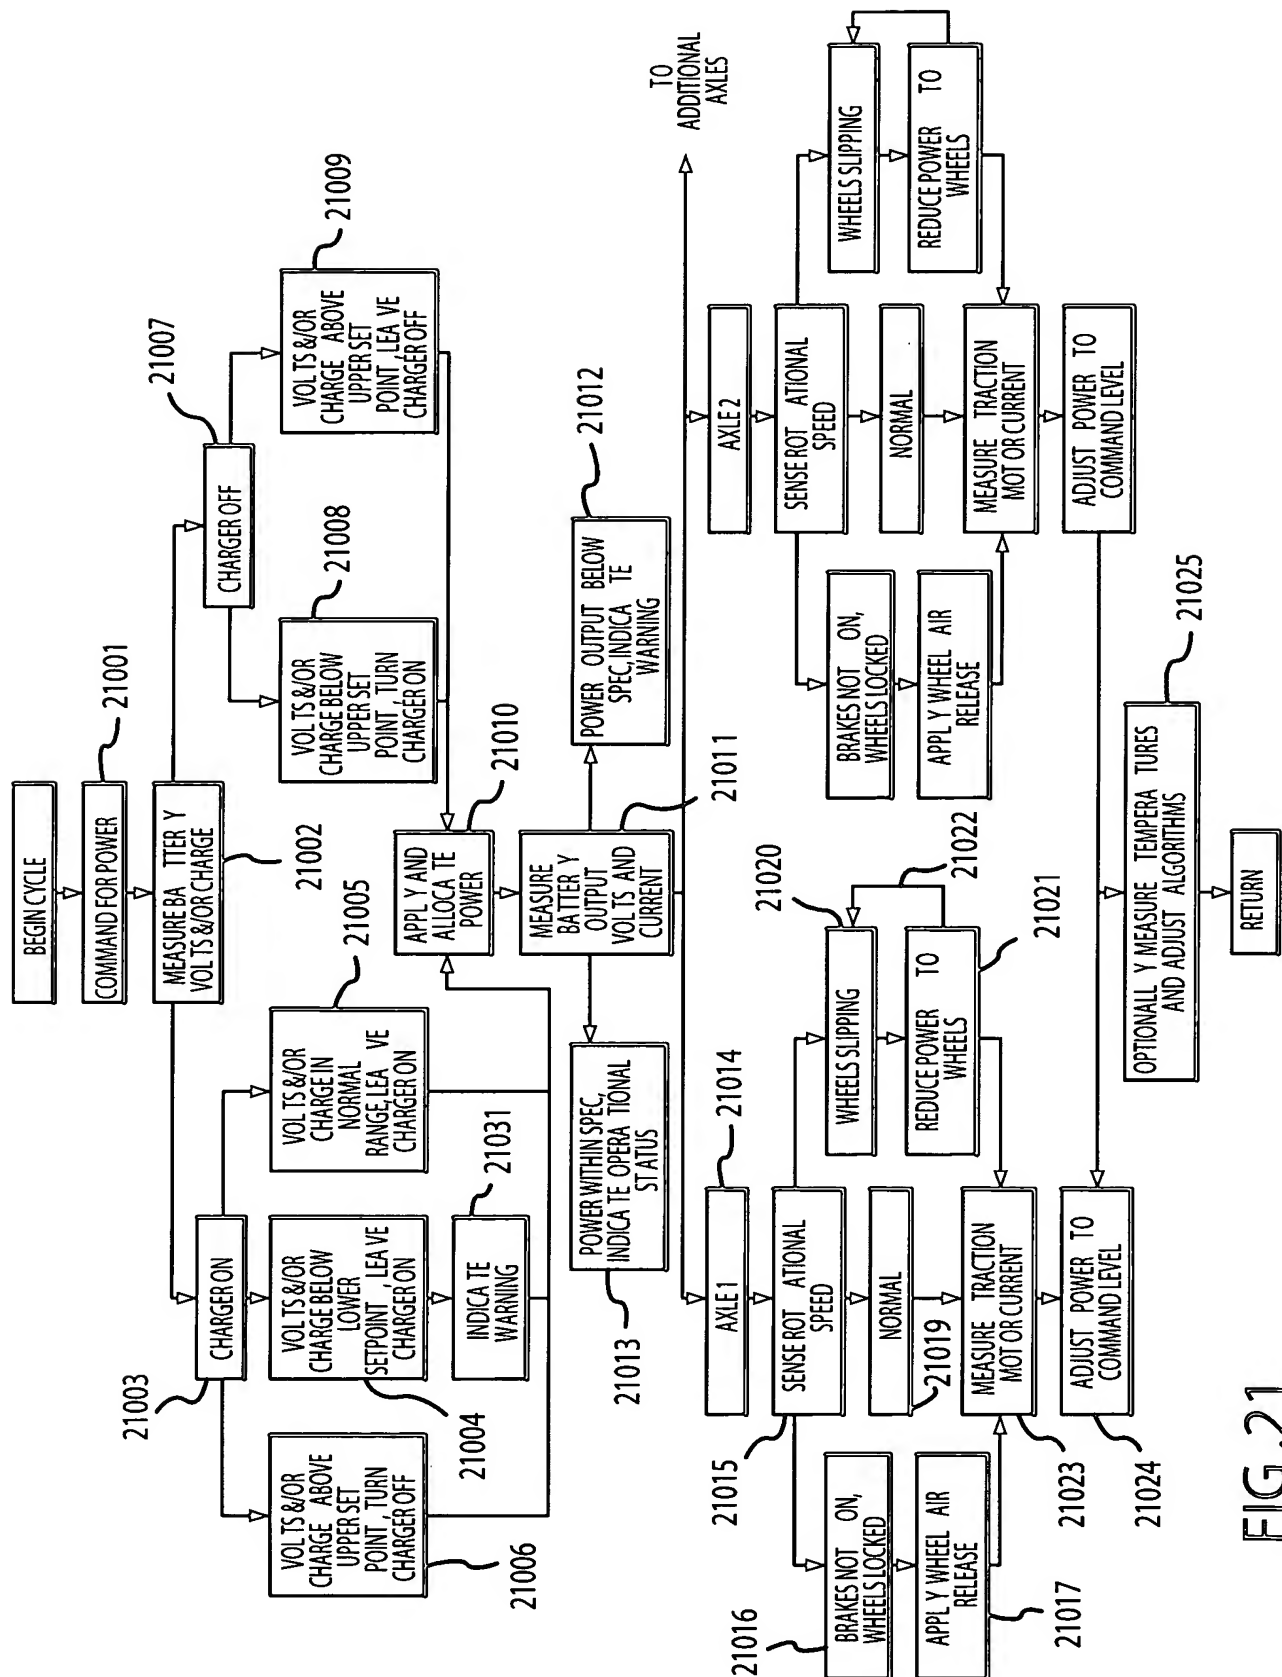 BEGIN CYCLE
COMMAND FOR POWER
21001
MEASURE BA TTER Y
VOL TS &/OR CHARGE
21002
21003
CHARGER ON
CHARGER OFF
21007
VOL TS &/OR
CHARGE ABOVE
UPPER SET
POINT , TURN
CHARGER OFF
21006
VOL TS &/OR
CHARGE BELOW
LOWER
SETPOINT , LEA VE
CHARGER ON
21004
INDICA TE
WARNING
21031
VOL TS &/OR
CHARGE IN
NORMAL
RANGE, LEA VE
CHARGER ON
21005
VOL TS &/OR
CHARGE BELOW
UPPER SET
POINT , TURN
CHARGER ON
21008
VOL TS &/OR
CHARGE ABOVE
UPPER SET
POINT , LEA VE
CHARGER OFF
21009
APPL Y AND
ALLOCA TE
POWER
21010
MEASURE
BATTER Y
OUTPUT
VOLTS AND
CURRENT
21011
POWER WITHIN SPEC,
INDICA TE OPERA TIONAL
ST ATUS
21013
POWER OUTPUT BELOW
SPEC, INDICA TE
WARNING
21012
TO
ADDITIONAL
AXLES
AXLE 1
21014
SENSE ROT ATIONAL
SPEED
21015
BRAKES NOT ON,
WHEELS LOCKED
21016
APPL Y WHEEL AIR
RELEASE
21017
NORMAL
21019
WHEELS SLIPPING
21020
REDUCE POWER TO
WHEELS
21021
21022
MEASURE TRACTION
MOT OR CURRENT
21023
ADJUST POWER TO
COMMAND LEVEL
21024
AXLE 2
SENSE ROT ATIONAL
SPEED
BRAKES NOT ON,
WHEELS LOCKED
APPL Y WHEEL AIR
RELEASE
NORMAL
WHEELS SLIPPING
REDUCE POWER TO
WHEELS
MEASURE TRACTION
MOT OR CURRENT
ADJUST POWER TO
COMMAND LEVEL
OPTIONALL Y MEASURE TEMPERA TURES
AND ADJUST ALGORITHMS
21025
RETURN
FIG.21